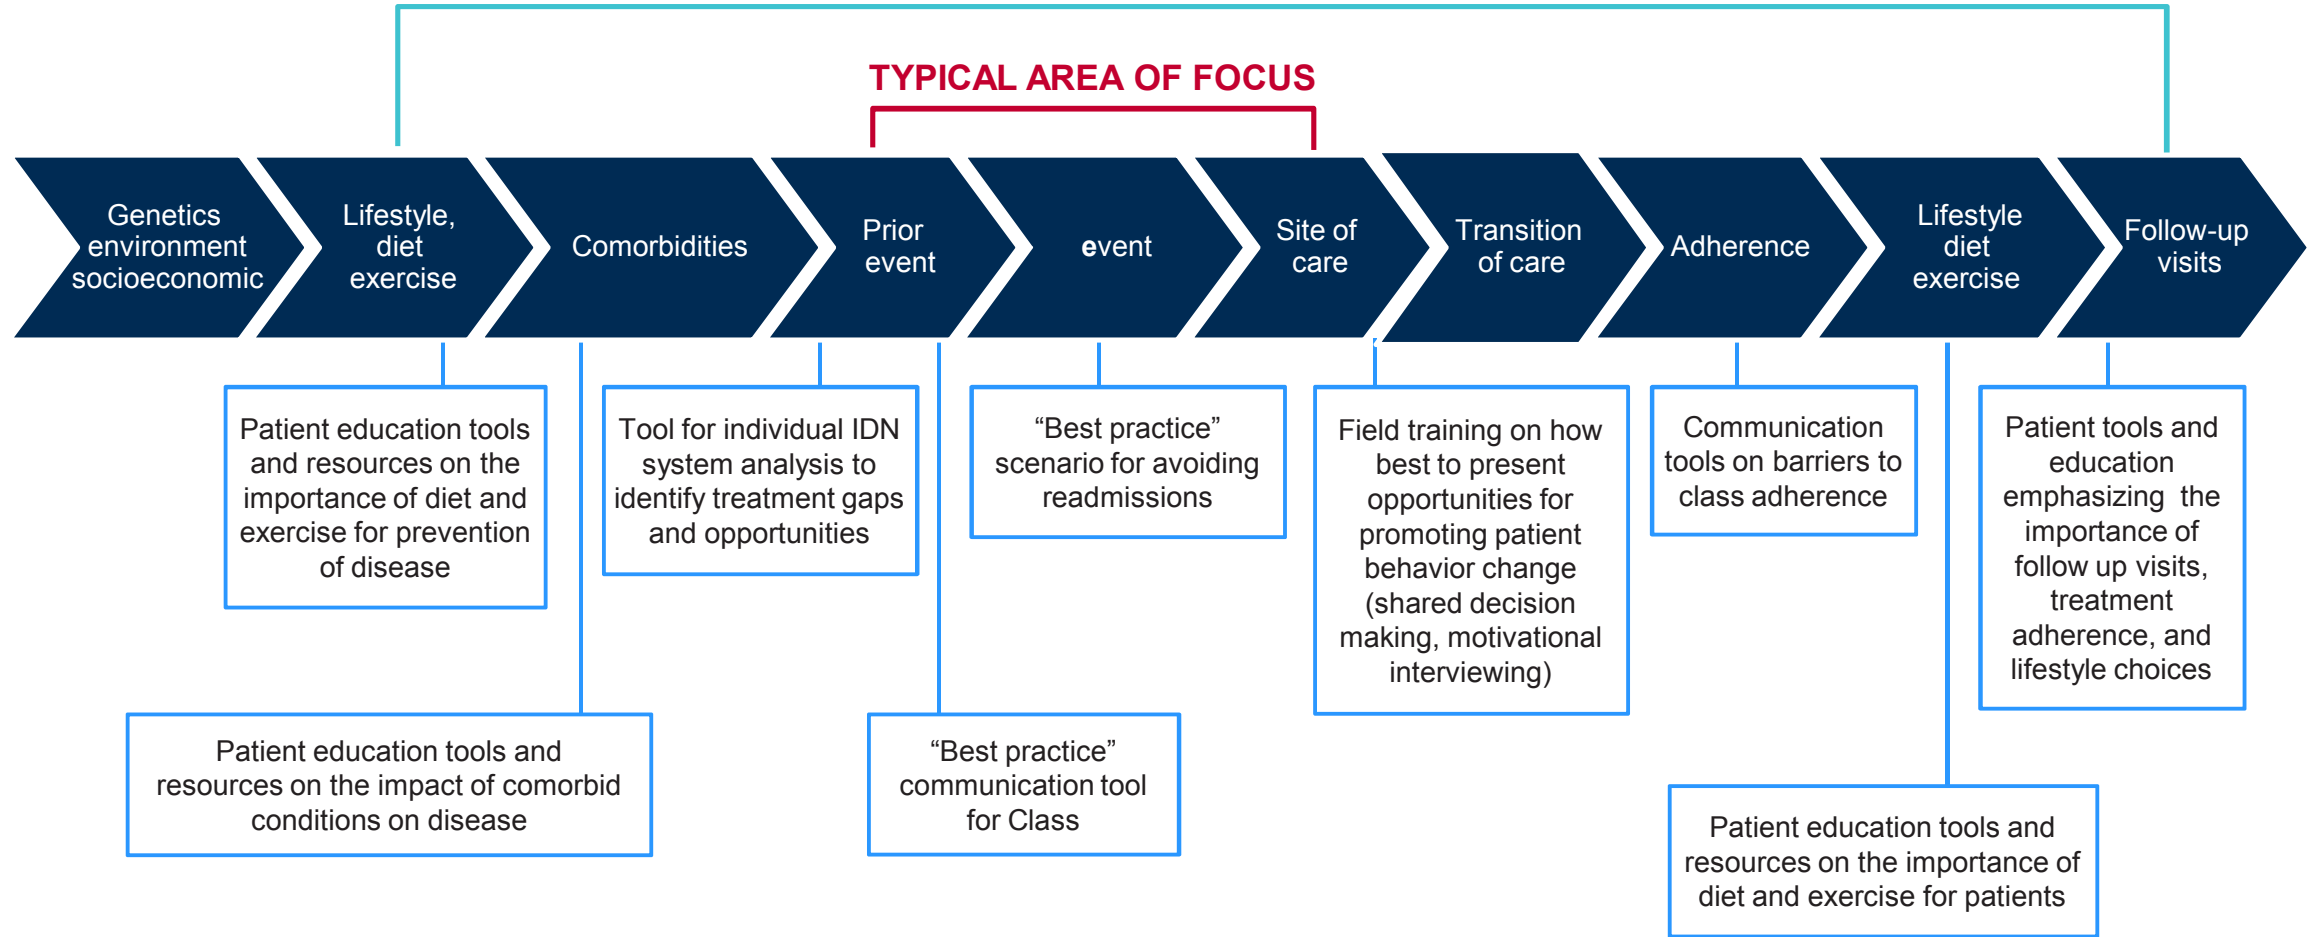 TYPICAL AREA OF FOCUS
Genetics
environment
socioeconomic
Lifestyle,
diet
exercise
Comorbidities
Prior
event
event
Site of
care
Transition
of care
Adherence
Lifestyle
diet
exercise
Follow-up
visits
Patient education tools
and resources on the
importance of diet and
exercise for prevention
of disease
Tool for individual IDN
system analysis to
identify treatment gaps
and opportunities
“Best practice”
scenario for avoiding
readmissions
Field training on how
best to present
opportunities for
promoting patient
behavior change
(shared decision
making, motivational
interviewing)
Communication
tools on barriers to
class adherence
Patient tools and
education
emphasizing the
importance of
follow up visits,
treatment
adherence, and
lifestyle choices
Patient education tools and
resources on the impact of comorbid
conditions on disease
“Best practice”
communication tool
for Class
Patient education tools and
resources on the importance of
diet and exercise for patients